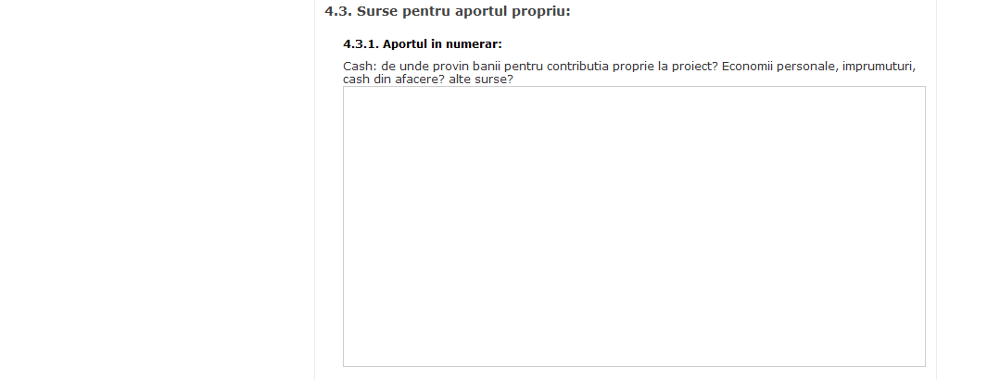 4.3. Surse pentru aportul propriu:
4.3.1. Aportul in numerar:
Cash: de unde provin banii pentru contributia proprie la proiect? Economii personale, imprumuturi,
cash din afacere? alte surse?